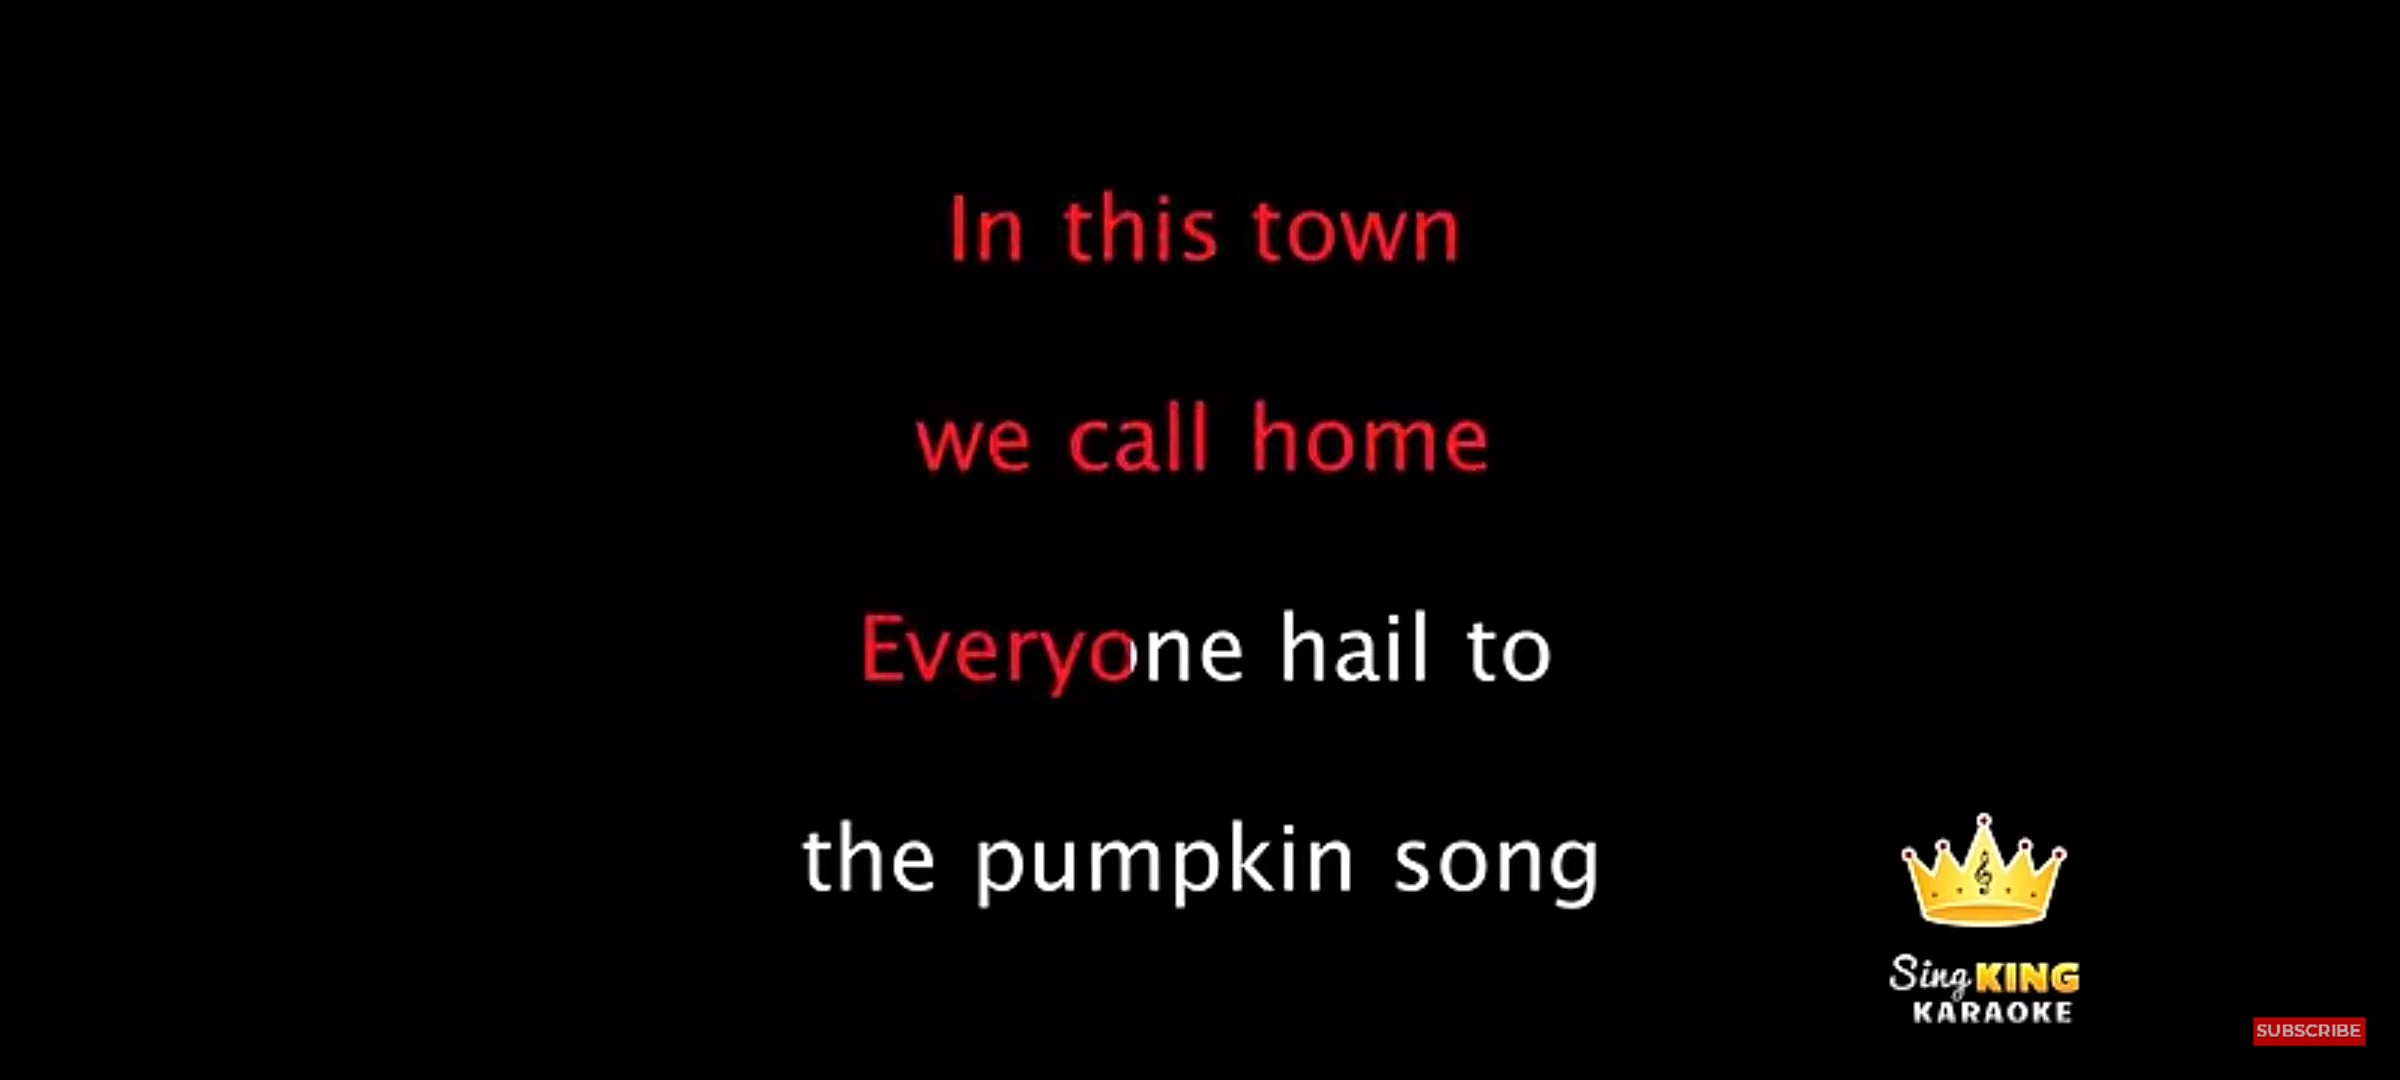 In this town
we call home
Everyone hail to
the pumpkin song
Sing KING
KARAOKE
SUBSCRIBE